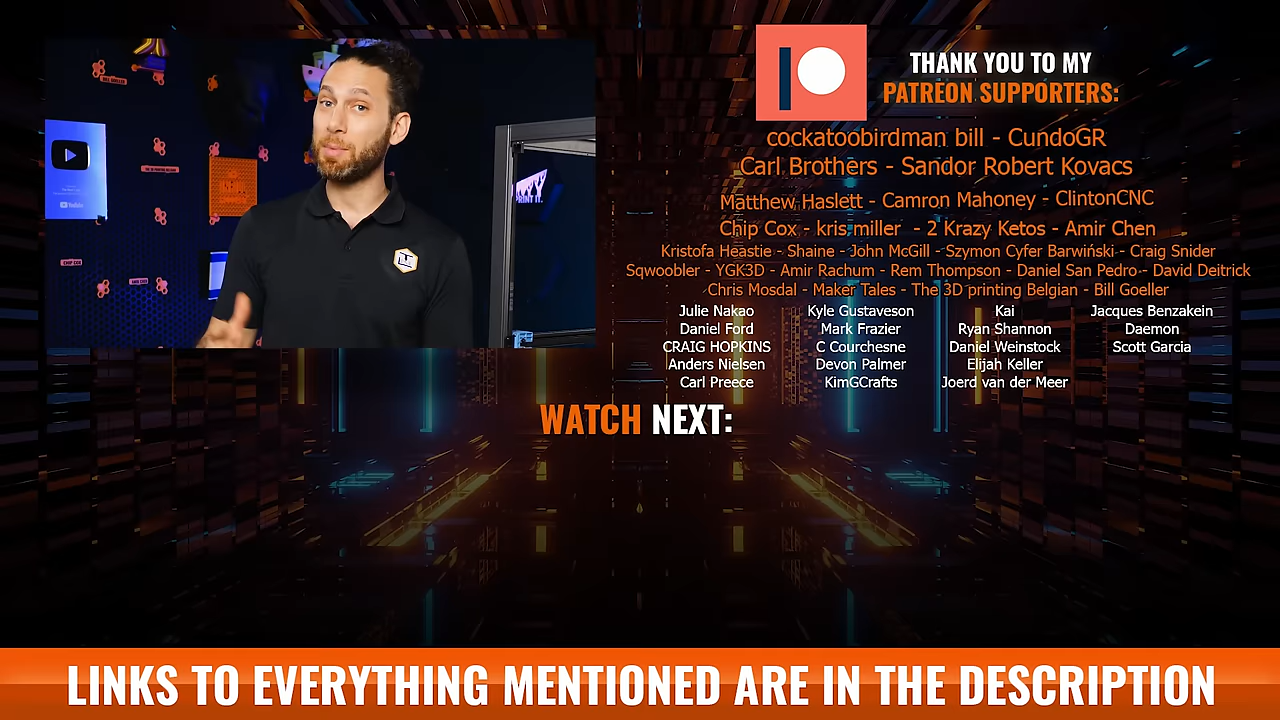 THANK YOU TO MY
PATREON SUPPORTERS:
cockatoobirdman bill - CundoGR
Carl Brothers - Sandor Robert Kovacs
Matthew Haslett - Camron Mahoney - ClintonCNC
Chip Cox - kris miller - 2 Krazy Ketos - Amir Chen
Kristofa Heastie - Shaine - John McGill - Szymon Cyfer Barwiński - Craig Snider
Sqwoobler - YGK3D - Amir Rachum - Rem Thompson - Daniel San Pedro - David Deitrick
Chris Mosdal - Maker Tales - The 3D printing Belgian - Bill Goeller
Julie Nakao Kyle Gustaveson Kai Jacques Benzakein
Daniel Ford Mark Frazier Ryan Shannon Daemon
CRAIG HOPKINS C Courchesne Daniel Weinstock Scott Garcia
Anders Nielsen Devon Palmer Elijah Keller
Carl Preece KimGCrafts Joerd van der Meer
YouTube
PRINT IT.
CHIP COX
WATCH NEXT:
LINKS TO EVERYTHING MENTIONED ARE IN THE DESCRIPTION